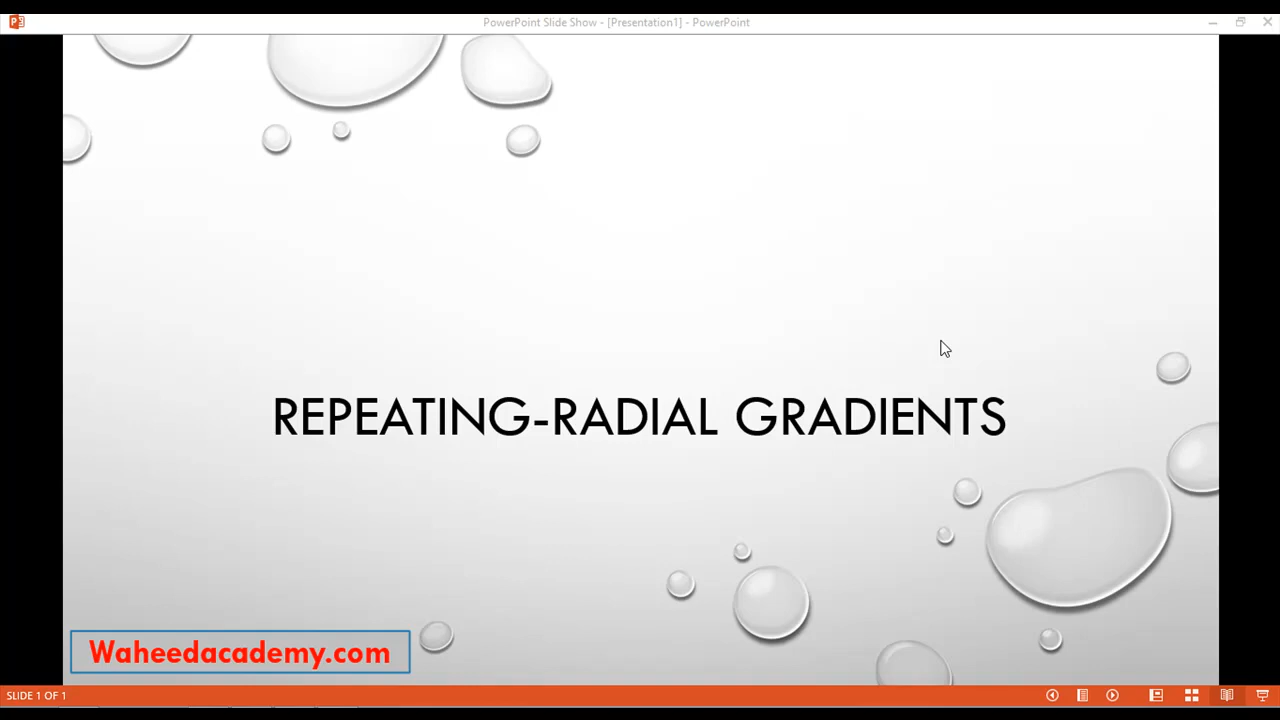 PowerPoint Slide Show - [Presentation1] - PowerPoint
REPEATING-RADIAL GRADIENTS
Waheedacademy.com
SLIDE 1 OF 1